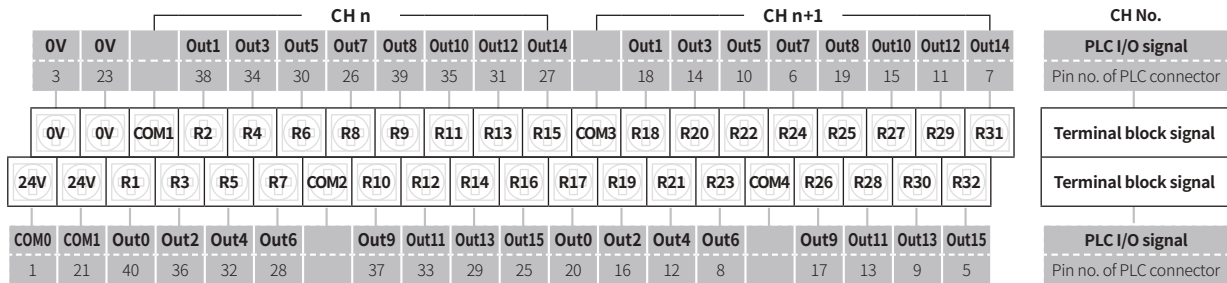 CH n CH n+1 CH No.
0V 0V Out1 Out3 Out5 Out7 Out8 Out10 Out12 Out14 Out1 Out3 Out5 Out7 Out8 Out10 Out12 Out14 PLC I/O signal
3 23 38 34 30 26 39 35 31 27 18 14 10 6 19 15 11 7 Pin no. of PLC connector
0V 0V COM1 R2 R4 R6 R8 R9 R11 R13 R15 COM3 R18 R20 R22 R24 R25 R27 R29 R31 Terminal block signal
24V 24V R1 R3 R5 R7 COM2 R10 R12 R14 R16 R17 R19 R21 R23 COM4 R26 R28 R30 R32 Terminal block signal
COM0 COM1 Out0 Out2 Out4 Out6 Out9 Out11 Out13 Out15 Out0 Out2 Out4 Out6 Out9 Out11 Out13 Out15 PLC I/O signal
1 21 40 36 32 28 37 33 29 25 20 16 12 8 17 13 9 5 Pin no. of PLC connector